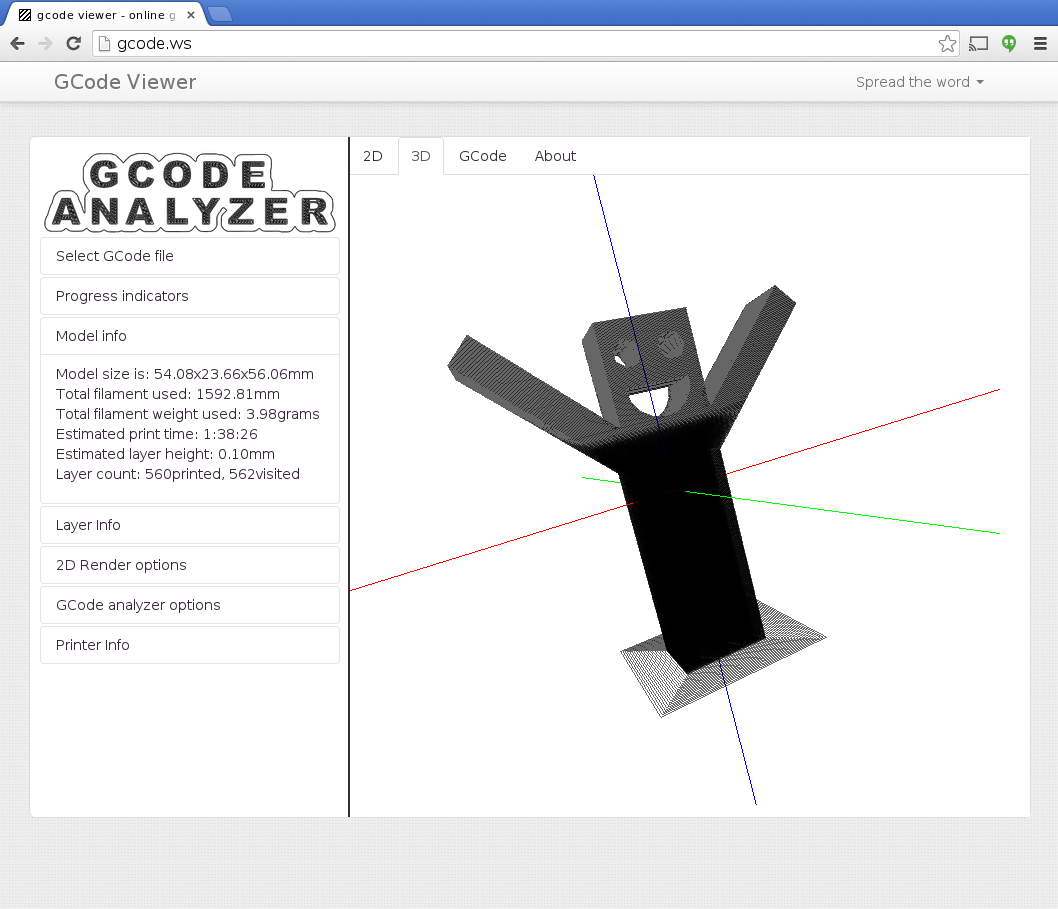 gcode viewer - online g
gcode.ws
GCode Viewer
Spread the word
GCODE
ANALYZER
Select GCode file
Progress indicators
Model info
Model size is: 54.08x23.66x56.06mm
Total filament used: 1592.81mm
Total filament weight used: 3.98grams
Estimated print time: 1:38:26
Estimated layer height: 0.10mm
Layer count: 560printed, 562visited
Layer Info
2D Render options
GCode analyzer options
Printer Info
2D 3D GCode About